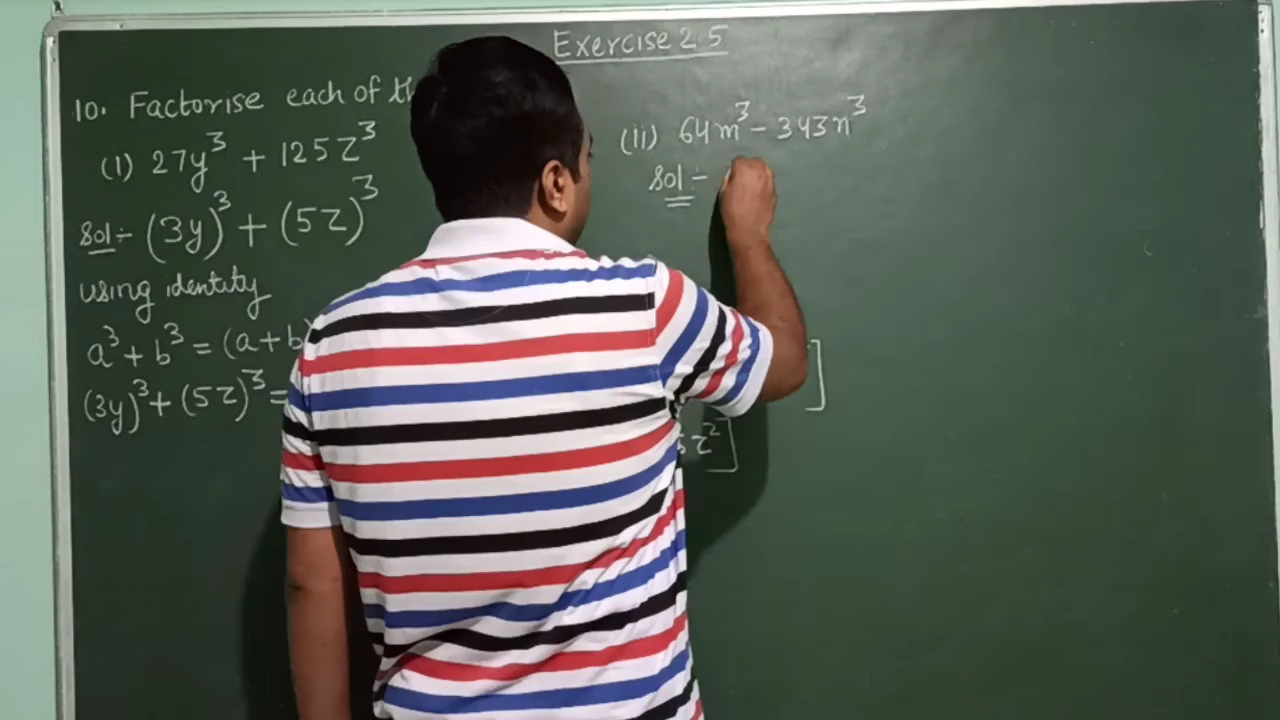 Exercise 2.5
10. Factorise each of
(i) 27y³ + 125z³
Sol ÷ (3y)³ + (5z)³
using identity
a³ + b³ = (a + b
(3y)³ + (5z)³ =
]
z²]
(ii) 64m³ - 343n³
Sol ÷